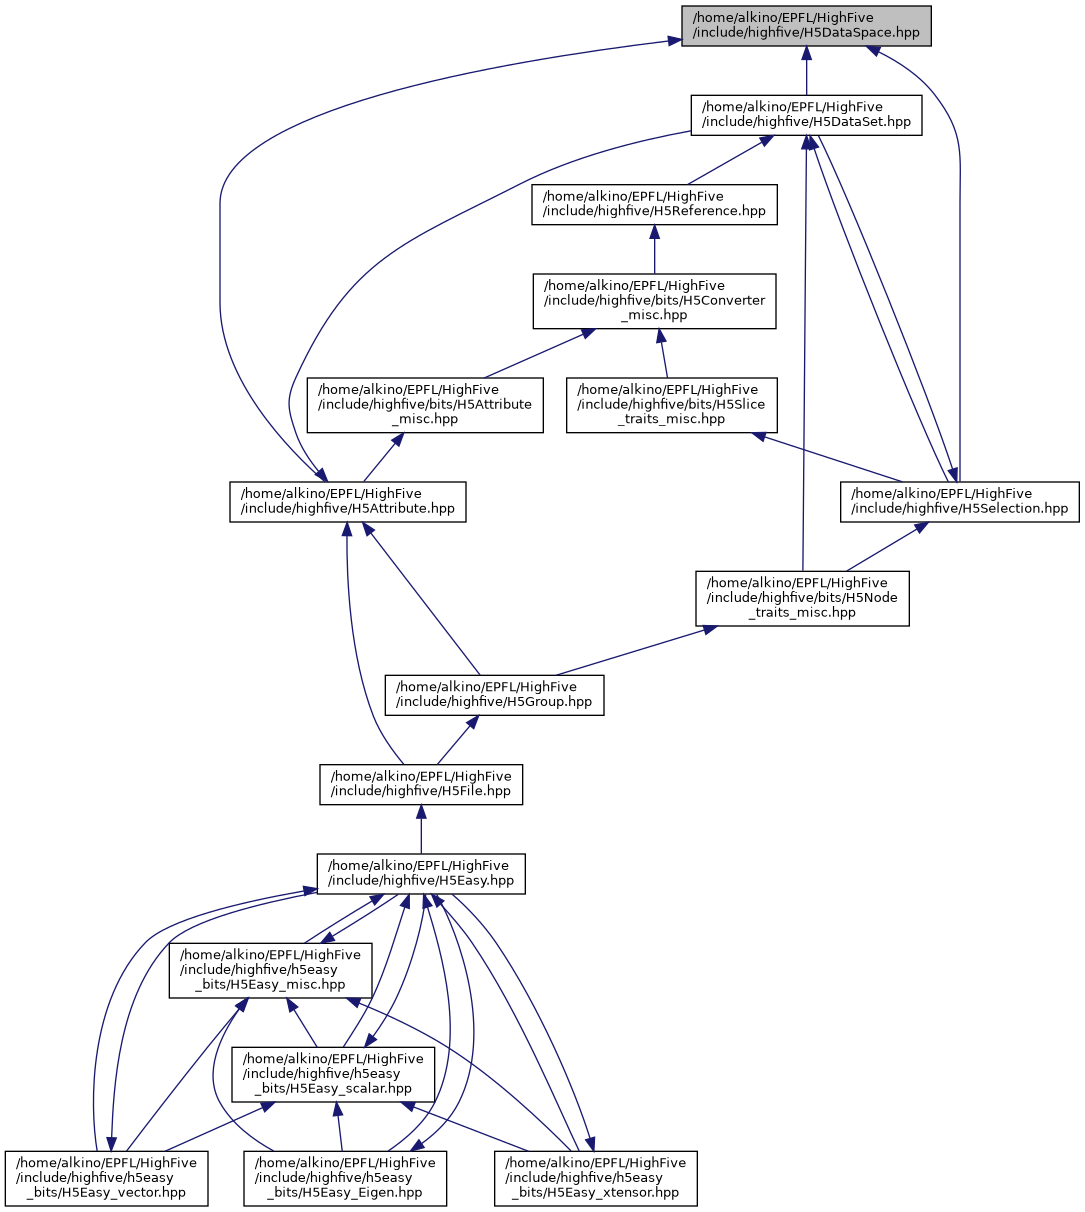 /home/alkino/EPFL/HighFive
/include/highfive/H5DataSpace.hpp
/home/alkino/EPFL/HighFive
/include/highfive/H5DataSet.hpp
/home/alkino/EPFL/HighFive
/include/highfive/H5Reference.hpp
/home/alkino/EPFL/HighFive
/include/highfive/bits/H5Converter
_misc.hpp
/home/alkino/EPFL/HighFive
/include/highfive/bits/H5Attribute
_misc.hpp
/home/alkino/EPFL/HighFive
/include/highfive/bits/H5Slice
_traits_misc.hpp
/home/alkino/EPFL/HighFive
/include/highfive/H5Attribute.hpp
/home/alkino/EPFL/HighFive
/include/highfive/H5Selection.hpp
/home/alkino/EPFL/HighFive
/include/highfive/bits/H5Node
_traits_misc.hpp
/home/alkino/EPFL/HighFive
/include/highfive/H5Group.hpp
/home/alkino/EPFL/HighFive
/include/highfive/H5File.hpp
/home/alkino/EPFL/HighFive
/include/highfive/H5Easy.hpp
/home/alkino/EPFL/HighFive
/include/highfive/h5easy
_bits/H5Easy_misc.hpp
/home/alkino/EPFL/HighFive
/include/highfive/h5easy
_bits/H5Easy_scalar.hpp
/home/alkino/EPFL/HighFive
/include/highfive/h5easy
_bits/H5Easy_vector.hpp
/home/alkino/EPFL/HighFive
/include/highfive/h5easy
_bits/H5Easy_Eigen.hpp
/home/alkino/EPFL/HighFive
/include/highfive/h5easy
_bits/H5Easy_xtensor.hpp